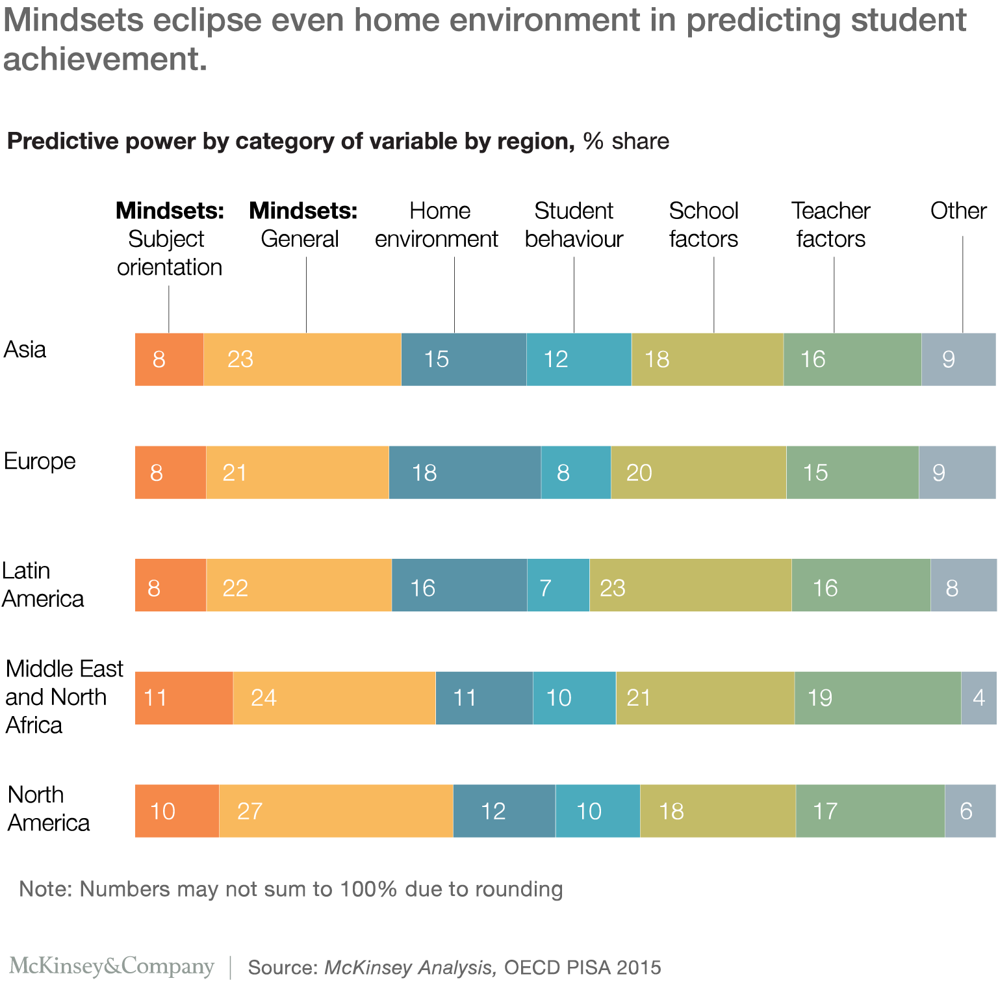 Mindsets eclipse even home environment in predicting student
achievement.
Predictive power by category of variable by region, % share
Mindsets:
Subject
orientation
Mindsets:
General
Home
environment
Student
behaviour
School
factors
Teacher
factors
Other
Asia
8 23 15 12 18 16 9
Europe
8 21 18 8 20 15 9
Latin
America
8 22 16 7 23 16 8
Middle East
and North
Africa
11 24 11 10 21 19 4
North
America
10 27 12 10 18 17 6
Note: Numbers may not sum to 100% due to rounding
McKinsey&Company | Source: McKinsey Analysis, OECD PISA 2015